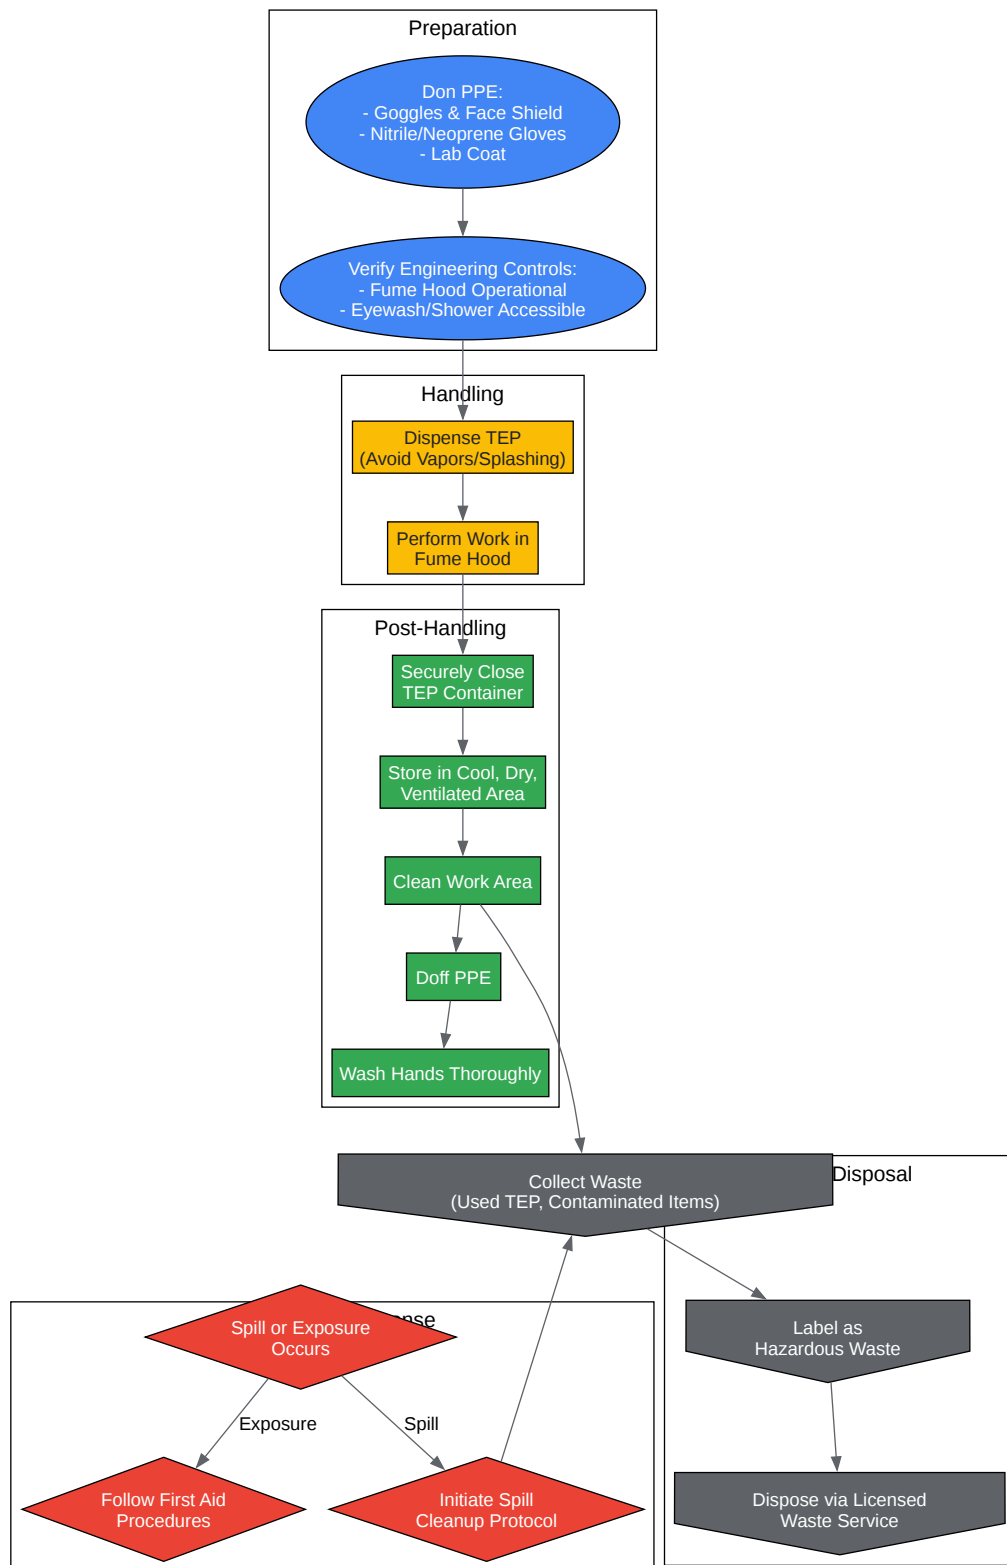 Preparation
Don PPE:
- Goggles & Face Shield
- Nitrile/Neoprene Gloves
- Lab Coat
Verify Engineering Controls:
- Fume Hood Operational
- Eyewash/Shower Accessible
Handling
Dispense TEP
(Avoid Vapors/Splashing)
Perform Work in
Fume Hood
Post-Handling
Securely Close
TEP Container
Store in Cool, Dry,
Ventilated Area
Clean Work Area
Doff PPE
Wash Hands Thoroughly
Collect Waste
(Used TEP, Contaminated Items)
Disposal
Spill or Exposure
Occurs
Label as
Hazardous Waste
Exposure
Spill
Follow First Aid
Procedures
Initiate Spill
Cleanup Protocol
Dispose via Licensed
Waste Service